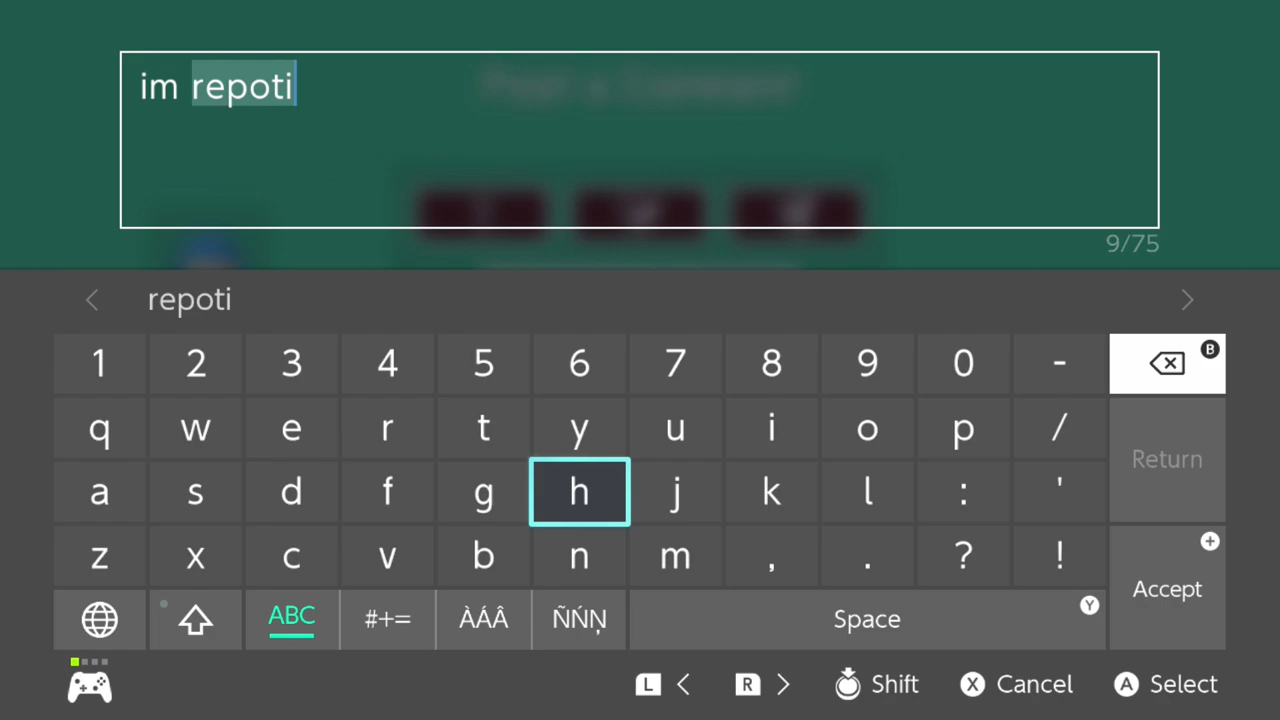 im repoti
9/75
repoti
1 2 3 4 5 6 7 8 9 0 - B
q w e r t y u i o p / Return
a s d f g h j k l : '
z x c v b n m , . ? ! + Accept
ABC #+= ÀÁÂ ÑŃŅ Space Y
L R Shift X Cancel A Select